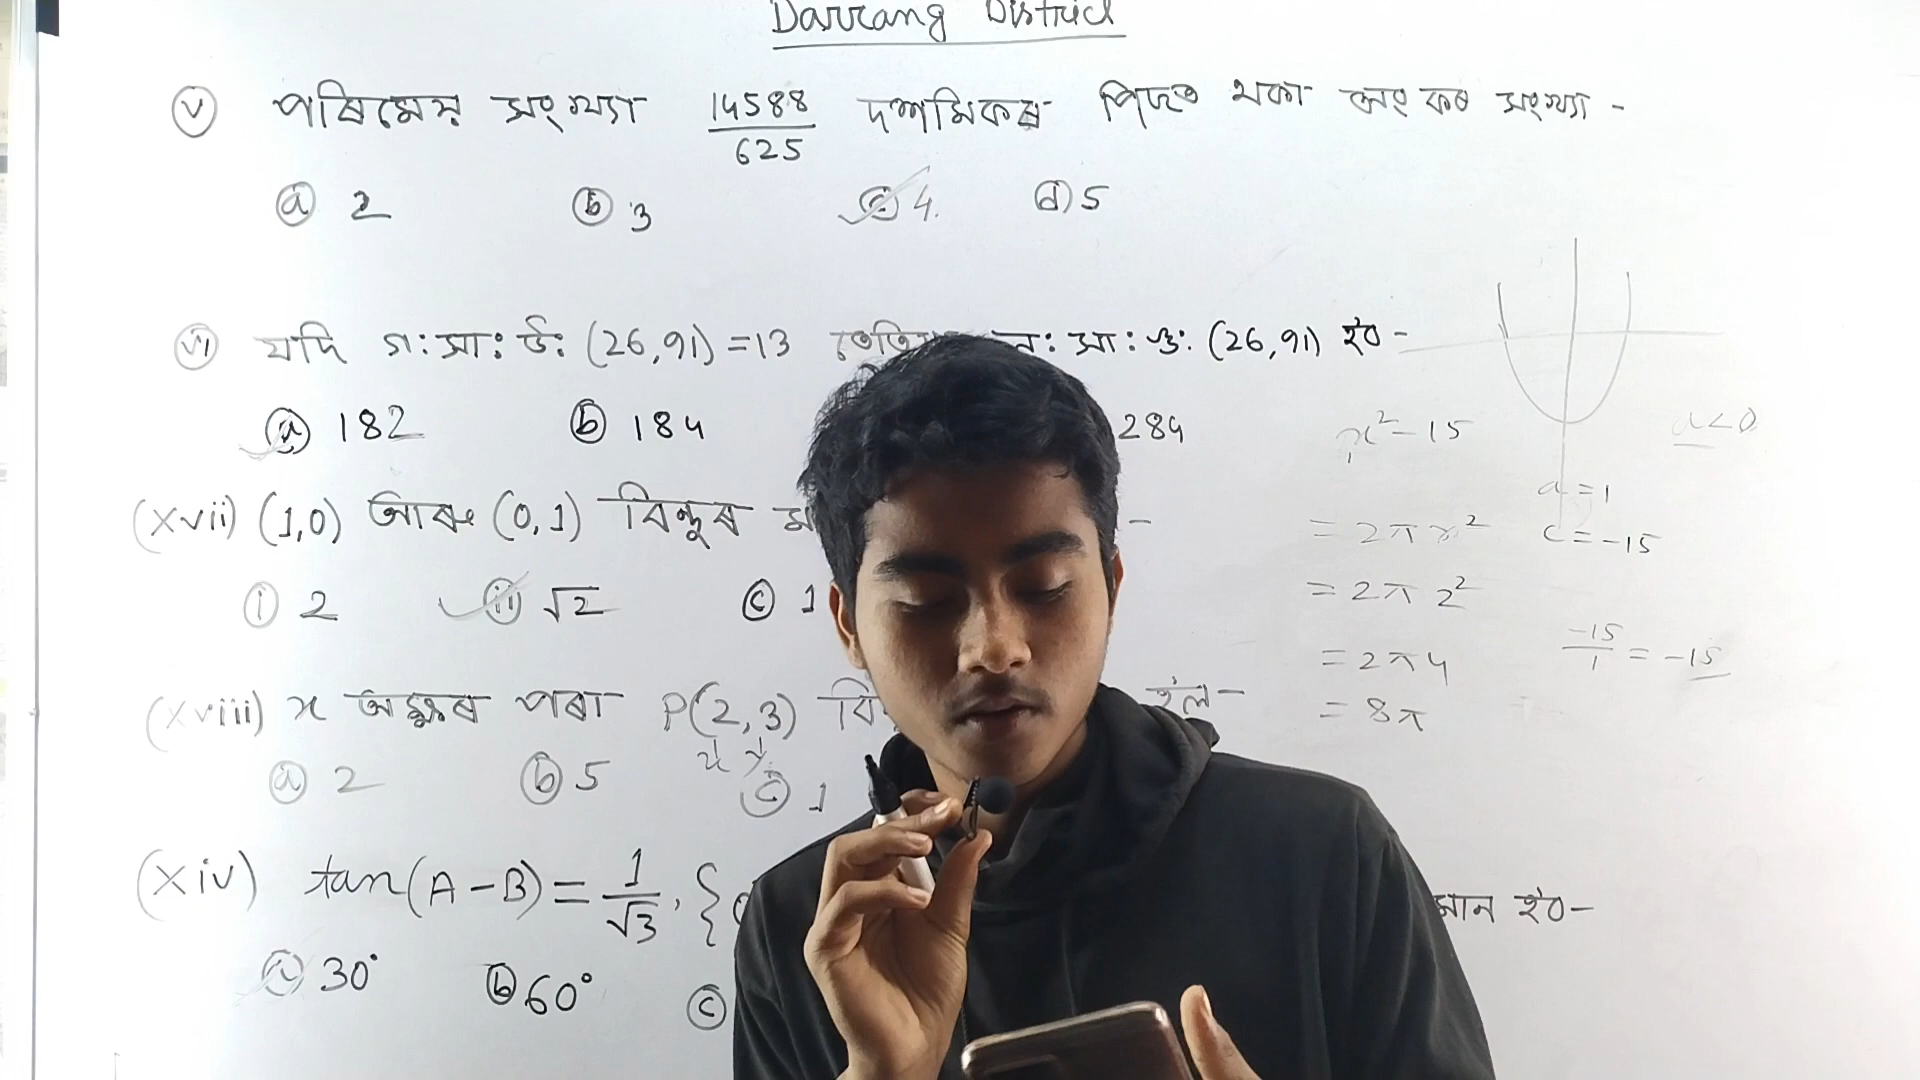 Darrang District
(v) পৰিমেয় সংখ্যা 14588/625 দশমিকৰ পিছত থকা অংকৰ সংখ্যা -
(a) 2 (b) 3 (c) 4. (d) 5
(vi) যদি গ:সা:উ: (26,91) = 13 ল:সা:গু: (26,91) হ'ব -
(a) 182 (b) 184 284
(xvii) (1,0) আৰু (0,1) বিন্দুৰ -
(i) 2 (ii) √2 (c) 1
(xviii) x অক্ষৰ পৰা P(2,3) হ'ল -
x y
(a) 2 (b) 5 (c) 1
(xiv) tan(A-B) = 1/√3, { মান হ'ব -
(a) 30° (b) 60° (c)
x² - 15
a < 0
a = 1
c = -15
-15/1 = -15
= 2πr²
= 2π 2²
= 2π4
= 8π